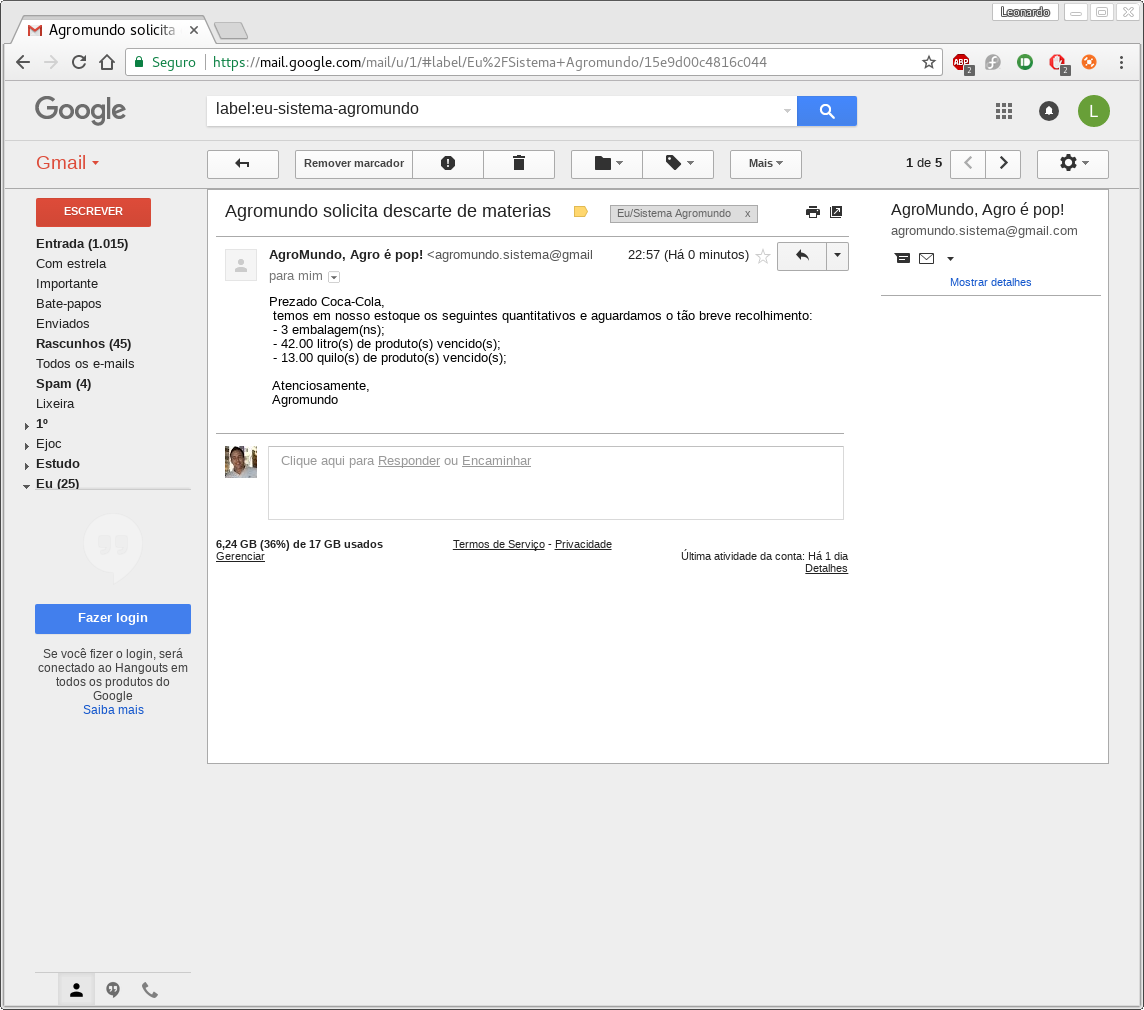 Leonardo
Agromundo solicita
Seguro https://mail.google.com/mail/u/1/#label/Eu%2FSistema+Agromundo/15e9d00c4816c044
ABP 2 2
Google
label:eu-sistema-agromundo
L
Gmail
Remover marcador
Mais
1 de 5
ESCREVER
Entrada (1.015)
Com estrela
Importante
Bate-papos
Enviados
Rascunhos (45)
Todos os e-mails
Spam (4)
Lixeira
1º
Ejoc
Estudo
Eu (25)
Fazer login
Se você fizer o login, será
conectado ao Hangouts em
todos os produtos do
Google
Saiba mais
Agromundo solicita descarte de materias
Eu/Sistema Agromundo x
AgroMundo, Agro é pop! <agromundo.sistema@gmail
22:57 (Há 0 minutos)
para mim
Prezado Coca-Cola,
temos em nosso estoque os seguintes quantitativos e aguardamos o tão breve recolhimento:
- 3 embalagem(ns);
- 42.00 litro(s) de produto(s) vencido(s);
- 13.00 quilo(s) de produto(s) vencido(s);
Atenciosamente,
Agromundo
Clique aqui para Responder ou Encaminhar
6,24 GB (36%) de 17 GB usados
Gerenciar
Termos de Serviço - Privacidade
Última atividade da conta: Há 1 dia
Detalhes
AgroMundo, Agro é pop!
agromundo.sistema@gmail.com
Mostrar detalhes